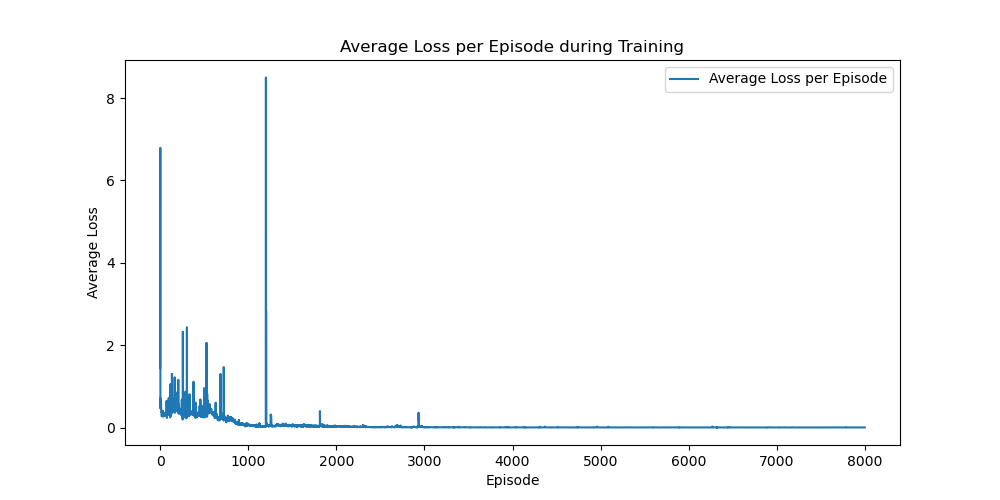 Average Loss per Episode during Training
Average Loss per Episode
8
6
4
2
0
Average Loss
0 1000 2000 3000 4000 5000 6000 7000 8000
Episode